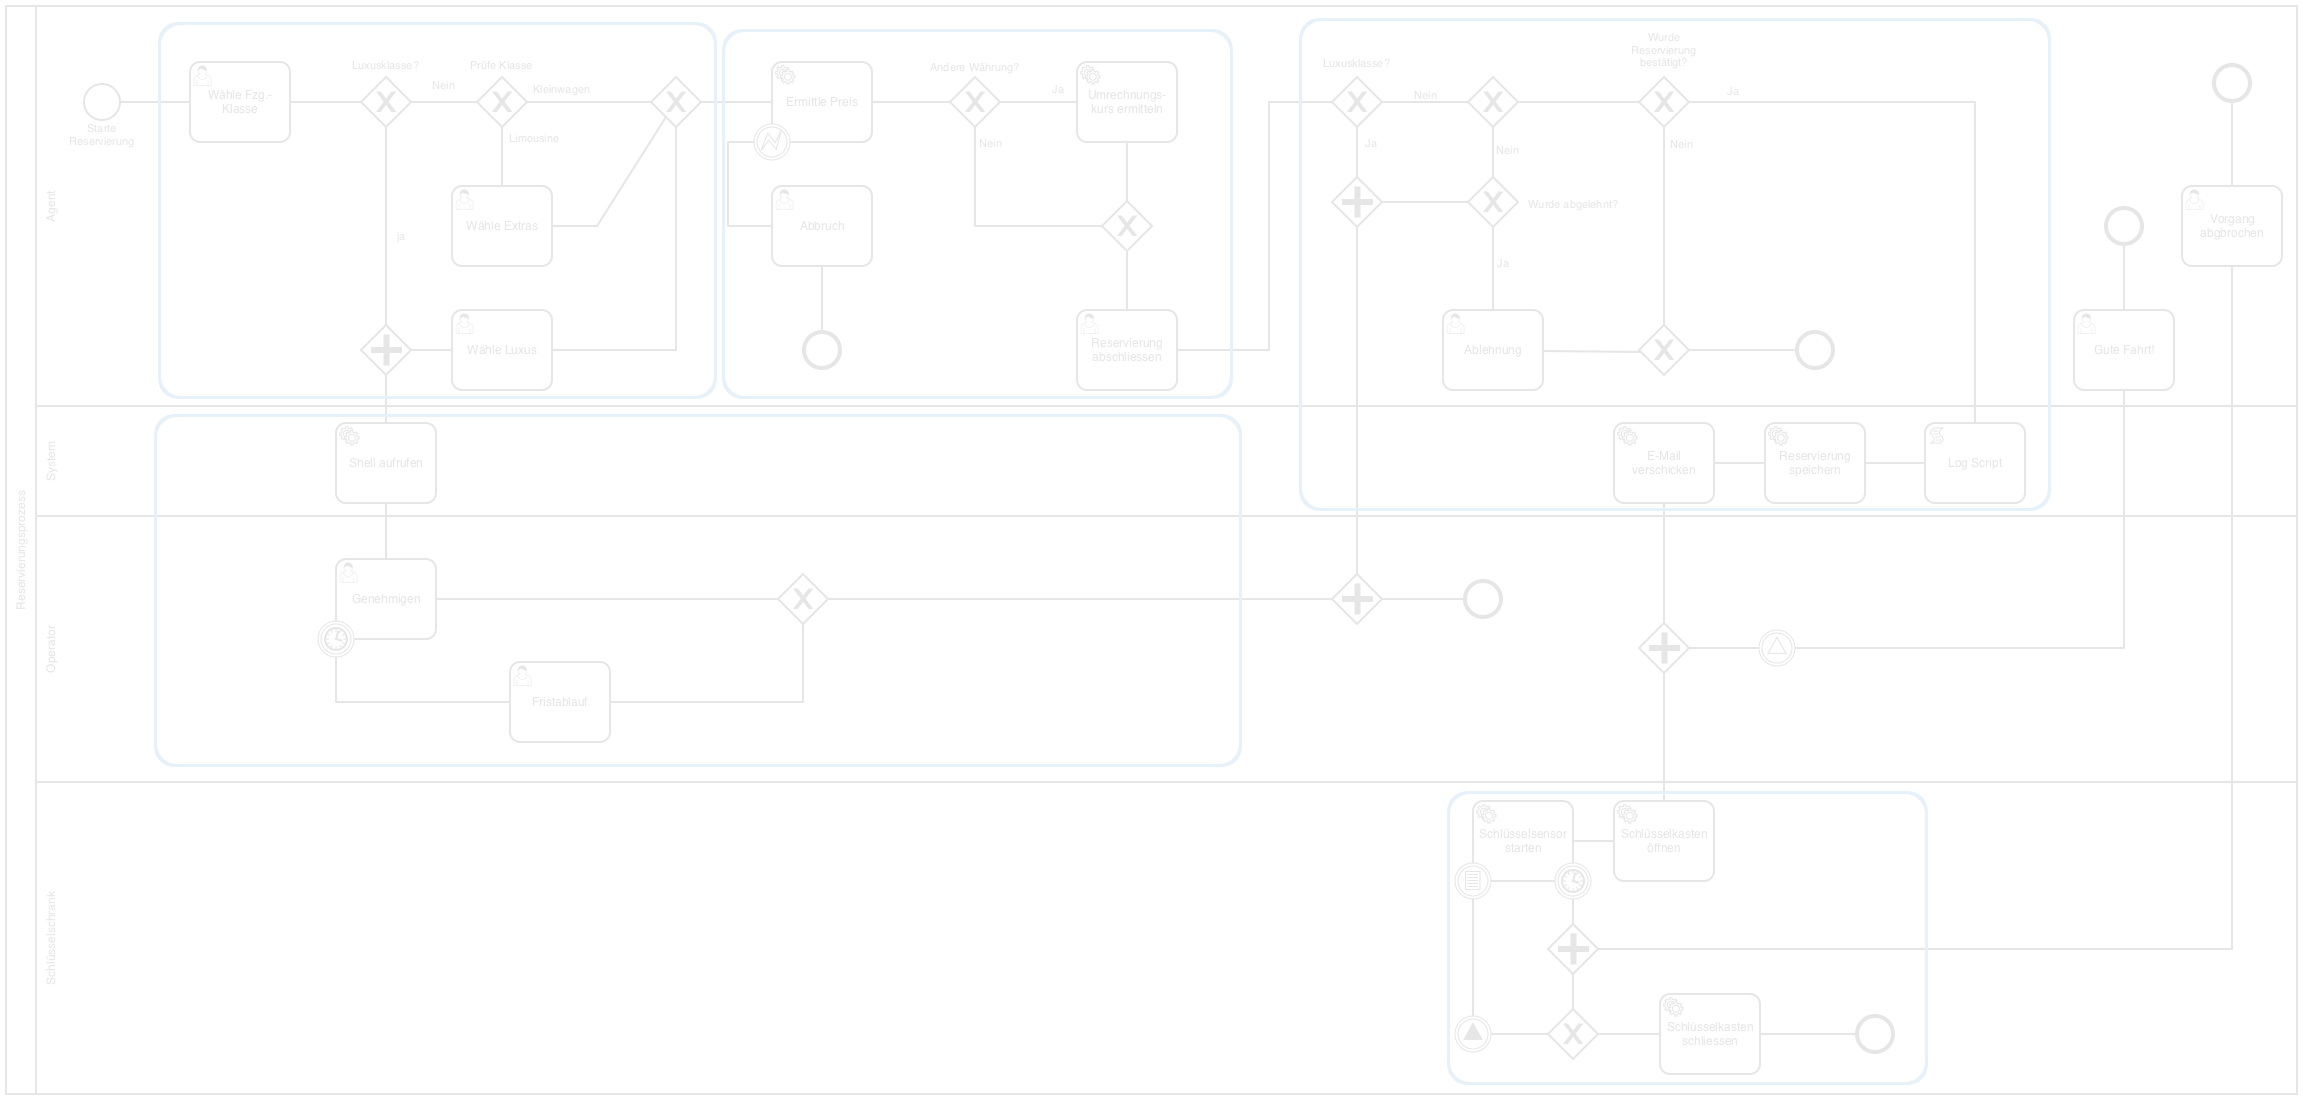 Reservierungsprozess
Agent
Starte
Reservierung
Wähle Fzg.-
Klasse
Luxusklasse?
Nein
Prüfe Klasse
Kleinwagen
Limousine
ja
Wähle Extras
Wähle Luxus
Ermittle Preis
Abbruch
Andere Währung?
Ja
Nein
Umrechnungs-
kurs ermitteln
Reservierung
abschliessen
Luxusklasse?
Nein
Ja
Nein
Wurde abgelehnt?
Ja
Ablehnung
Wurde
Reservierung
bestätigt?
Ja
Nein
Gute Fahrt!
Vorgang
abgbrochen
System
Shell aufrufen
E-Mail
verschicken
Reservierung
speichern
Log Script
Operator
Genehmigen
Fristablauf
Schlüsselschrank
Schlüsselsensor
starten
Schlüsselkasten
öffnen
Schlüsselkasten
schliessen